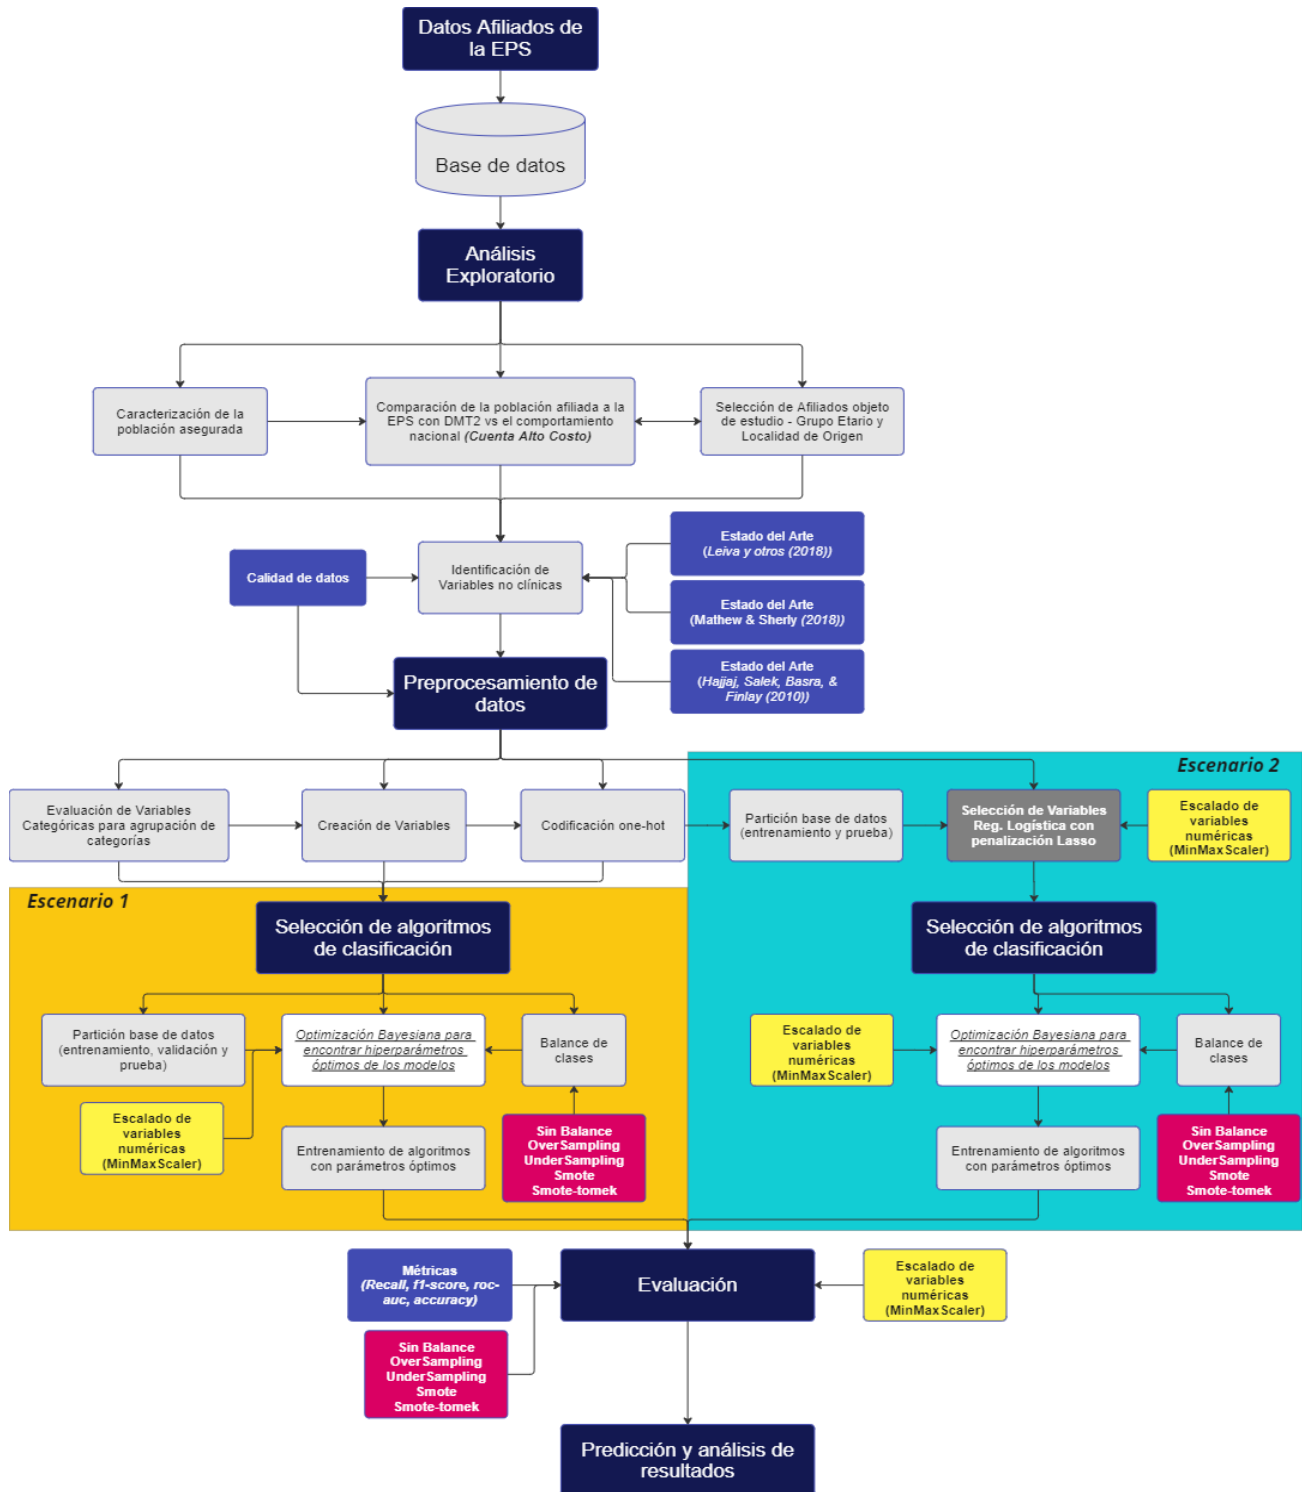 Datos Afiliados de
la EPS
Base de datos
Análisis
Exploratorio
Caracterización de la
población asegurada
Comparación de la población afiliada a la
EPS con DMT2 vs el comportamiento
nacional (Cuenta Alto Costo)
Selección de Afiliados objeto
de estudio - Grupo Etario y
Localidad de Origen
Calidad de datos
Identificación de
Variables no clínicas
Estado del Arte
(Leiva y otros (2018))
Estado del Arte
(Mathew & Sherly (2018))
Estado del Arte
(Hajjaj, Salek, Basra, &
Finlay (2010))
Preprocesamiento de
datos
Escenario 2
Evaluación de Variables
Categóricas para agrupación de
categorías
Creación de Variables
Codificación one-hot
Partición base de datos
(entrenamiento y prueba)
Selección de Variables
Reg. Logística con
penalización Lasso
Escalado de
variables
numéricas
(MinMaxScaler)
Escenario 1
Selección de algoritmos
de clasificación
Partición base de datos
(entrenamiento, validación y
prueba)
Optimización Bayesiana para
encontrar hiperparámetros
óptimos de los modelos
Balance de
clases
Escalado de
variables
numéricas
(MinMaxScaler)
Entrenamiento de algoritmos
con parámetros óptimos
Sin Balance
OverSampling
UnderSampling
Smote
Smote-tomek
Selección de algoritmos
de clasificación
Escalado de
variables
numéricas
(MinMaxScaler)
Optimización Bayesiana para
encontrar hiperparámetros
óptimos de los modelos
Balance de
clases
Entrenamiento de algoritmos
con parámetros óptimos
Sin Balance
OverSampling
UnderSampling
Smote
Smote-tomek
Métricas
(Recall, f1-score, roc-
auc, accuracy)
Evaluación
Escalado de
variables
numéricas
(MinMaxScaler)
Sin Balance
OverSampling
UnderSampling
Smote
Smote-tomek
Predicción y análisis de
resultados